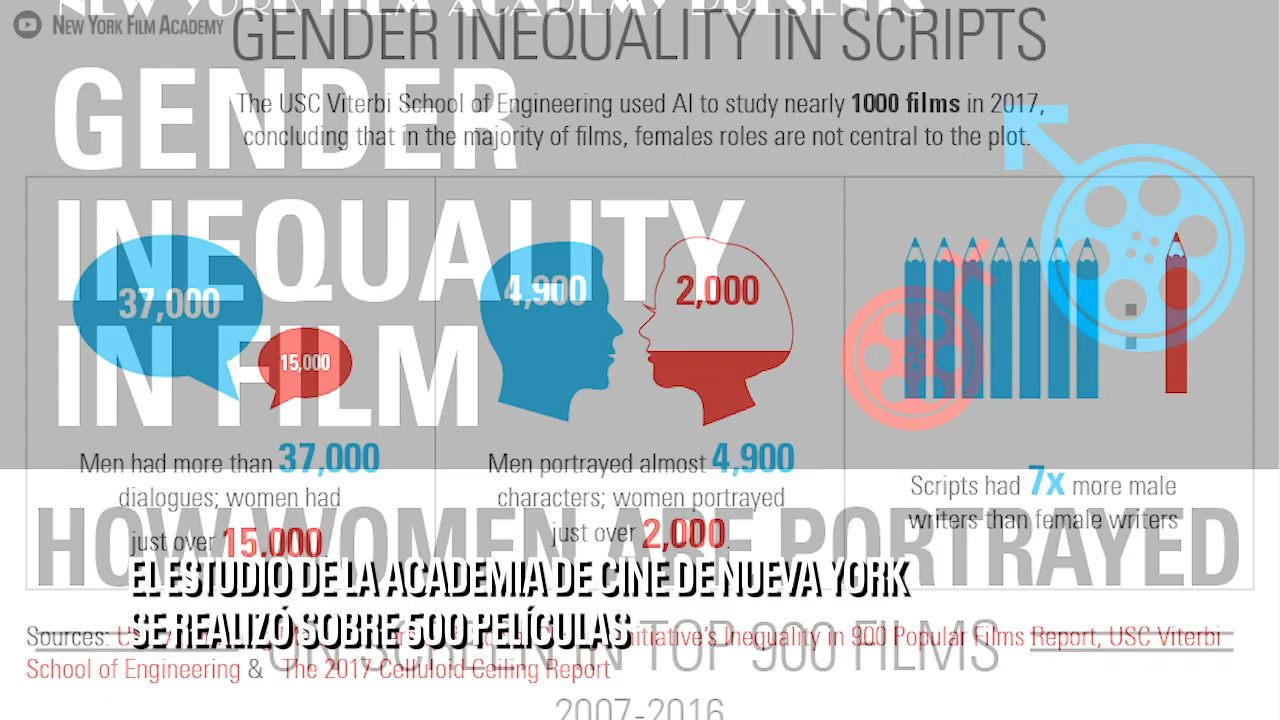 NEW YORK FILM ACADEMY PRESENTS
NEW YORK FILM ACADEMY
GENDER INEQUALITY IN SCRIPTS
The USC Viterbi School of Engineering used AI to study nearly 1000 films in 2017,
concluding that in the majority of films, females roles are not central to the plot.
GENDER
INEQUALITY
IN FILM
37,000
15,000
4,900
2,000
Men had more than 37,000
dialogues; women had
just over 15,000.
Men portrayed almost 4,900
characters; women portrayed
just over 2,000.
Scripts had 7x more male
writers than female writers
HOW WOMEN ARE PORTRAYED
EL ESTUDIO DE LA ACADEMIA DE CINE DE NUEVA YORK
SE REALIZÓ SOBRE 500 PELÍCULAS
Sources: Initiative's Inequality in 900 Popular Films Report, USC Viterbi
School of Engineering & The 2017 Celluloid Ceiling Report
IN TOP 900 FILMS
2007-2016